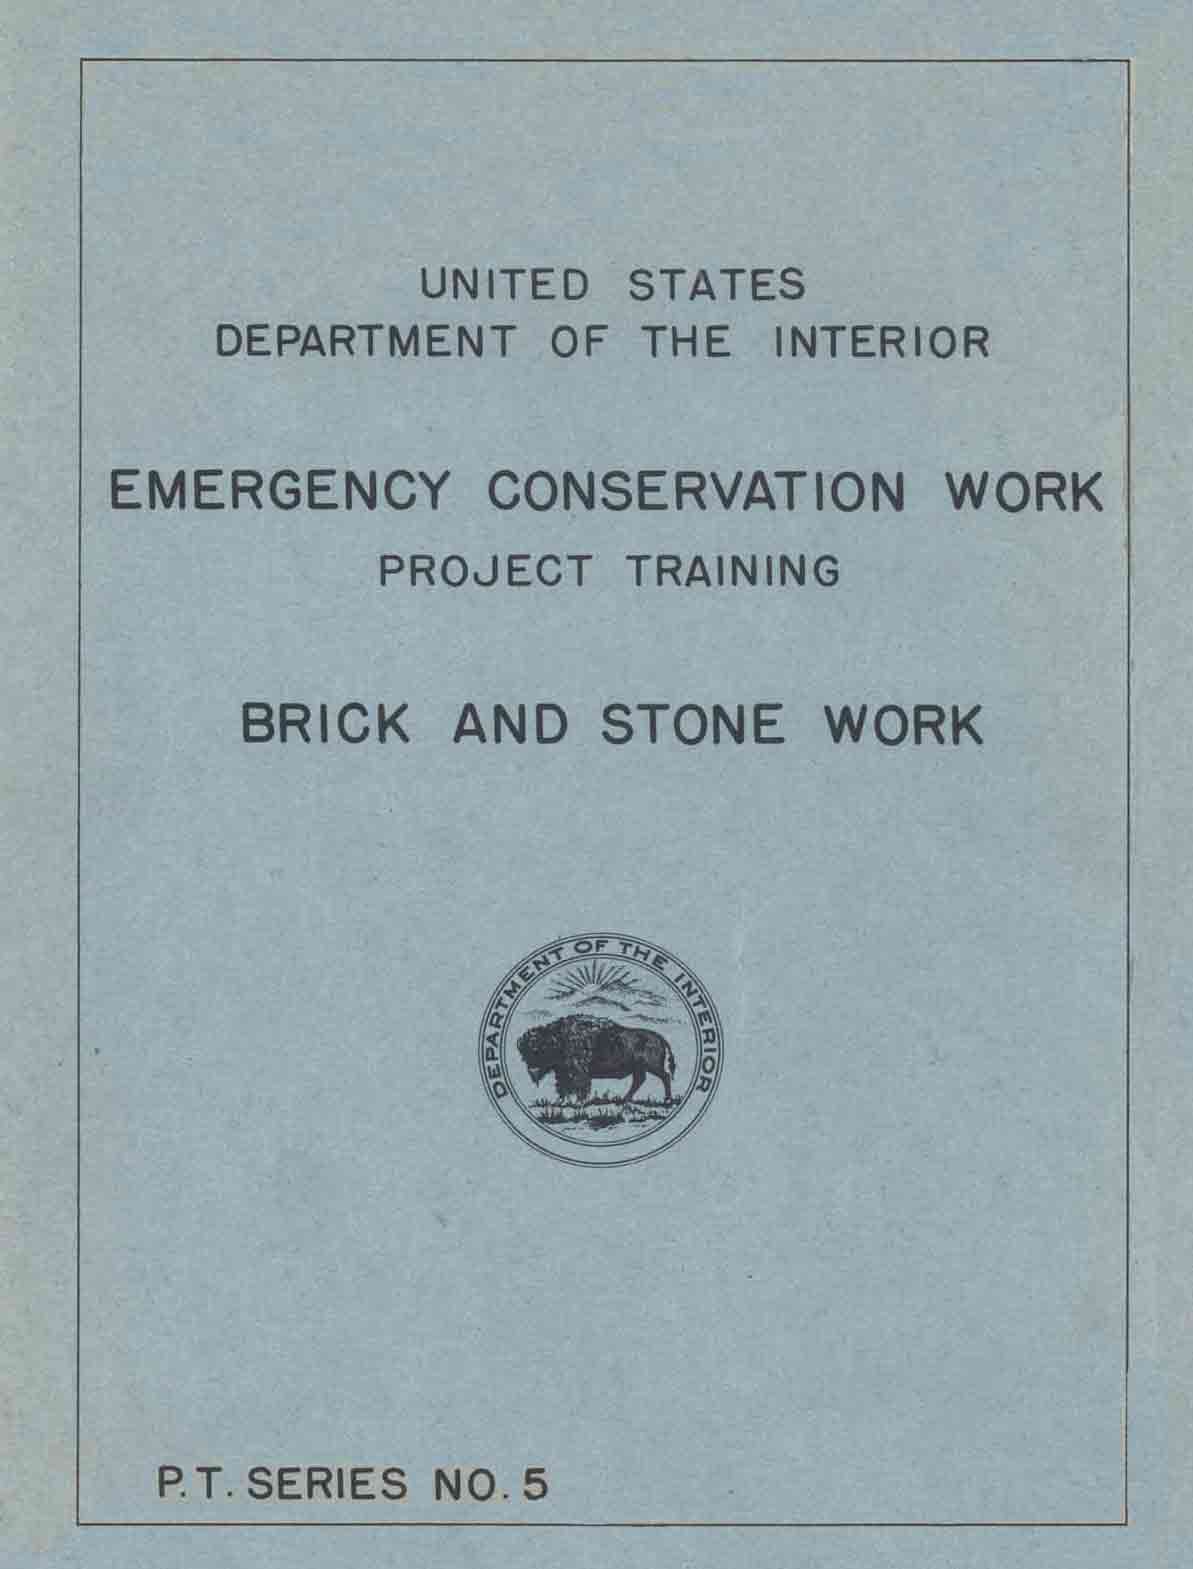 UNITED STATES
DEPARTMENT OF THE INTERIOR
EMERGENCY CONSERVATION WORK
PROJECT TRAINING
BRICK AND STONE WORK
DEPARTMENT OF THE INTERIOR
P.T. SERIES NO. 5